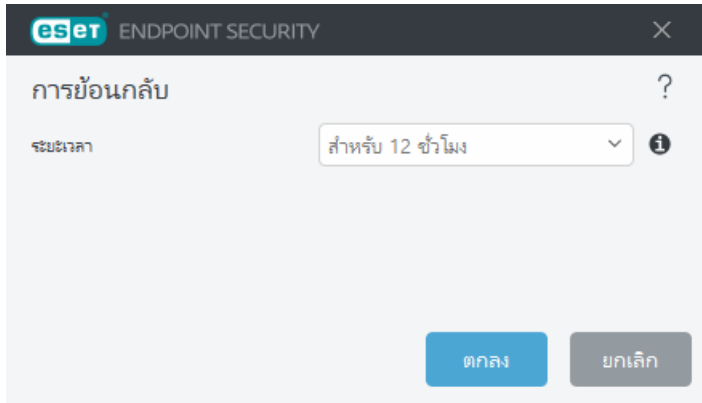 eset ENDPOINT SECURITY
การย้อนกลับ ?
ระยะเวลา สำหรับ 12 ชั่วโมง i
ตกลง ยกเลิก